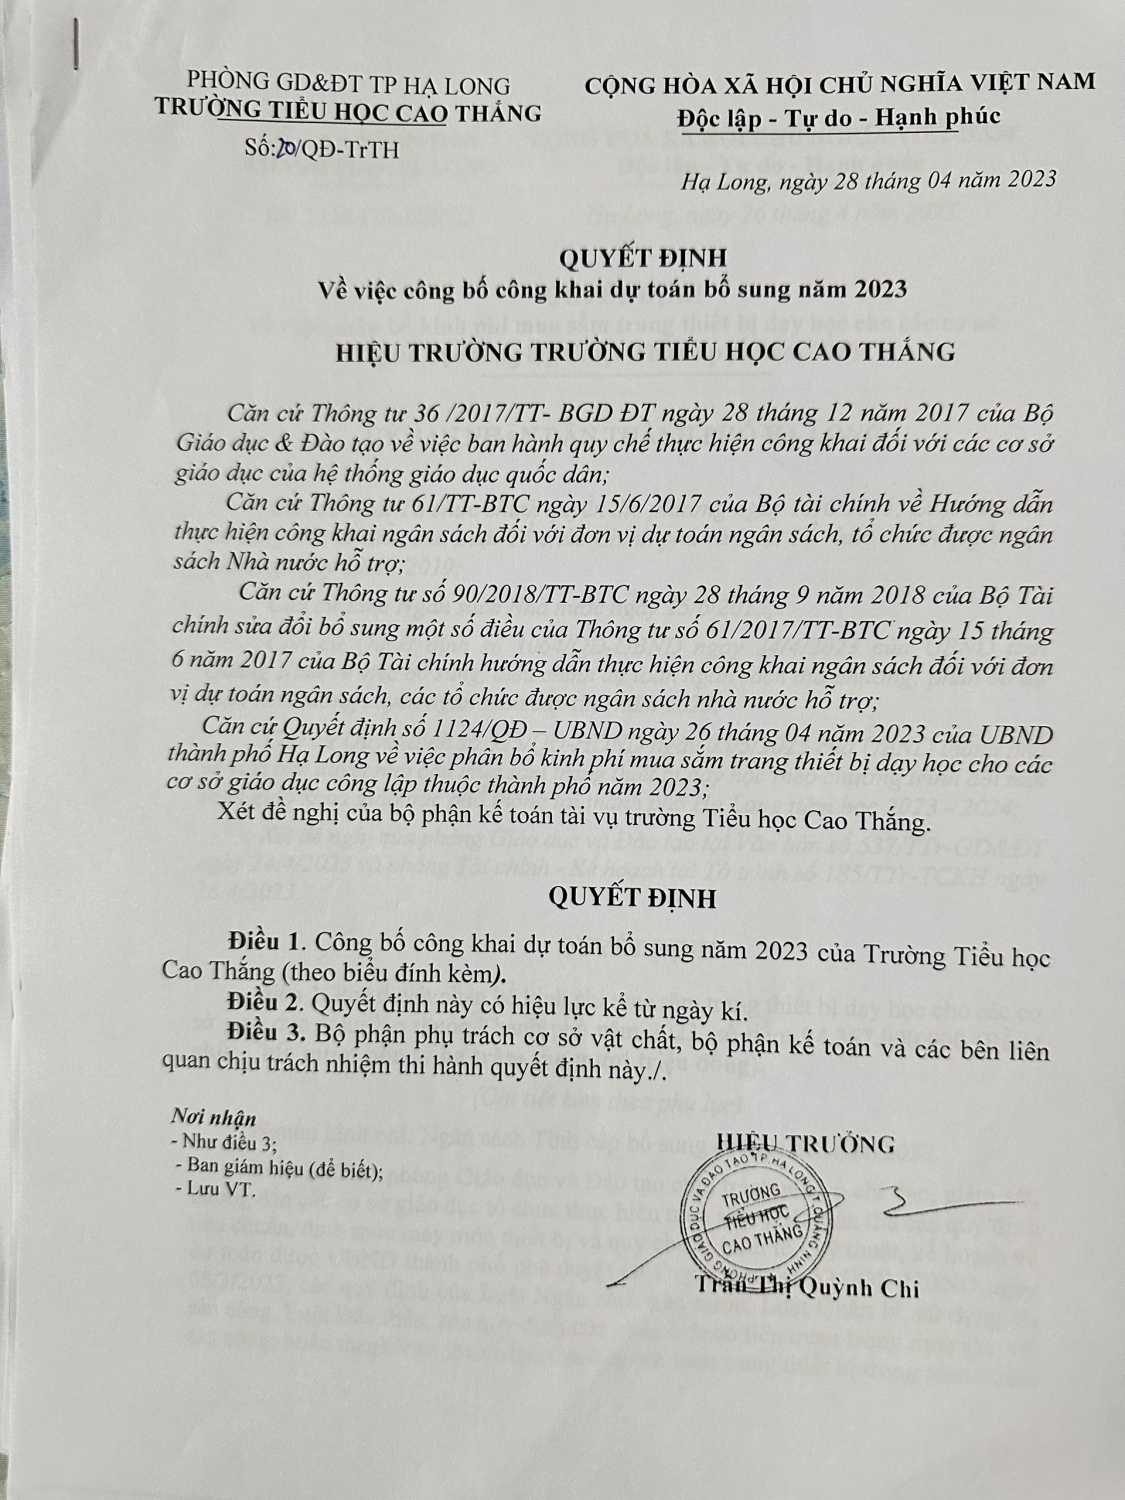 PHÒNG GD&ĐT TP HẠ LONG
TRƯỜNG TIỂU HỌC CAO THẮNG
Số:20/QĐ-TrTH
CỘNG HÒA XÃ HỘI CHỦ NGHĨA VIỆT NAM
Độc lập - Tự do - Hạnh phúc
Hạ Long, ngày 28 tháng 04 năm 2023
QUYẾT ĐỊNH
Về việc công bố công khai dự toán bổ sung năm 2023
HIỆU TRƯỜNG TRƯỜNG TIỂU HỌC CAO THẮNG
Căn cứ Thông tư 36 /2017/TT- BGD ĐT ngày 28 tháng 12 năm 2017 của Bộ
Giáo dục & Đào tạo về việc ban hành quy chế thực hiện công khai đối với các cơ sở
giáo dục của hệ thống giáo dục quốc dân;
Căn cứ Thông tư 61/TT-BTC ngày 15/6/2017 của Bộ tài chính về Hướng dẫn
thực hiện công khai ngân sách đối với đơn vị dự toán ngân sách, tổ chức được ngân
sách Nhà nước hỗ trợ;
Căn cứ Thông tư số 90/2018/TT-BTC ngày 28 tháng 9 năm 2018 của Bộ Tài
chính sửa đổi bổ sung một số điều của Thông tư số 61/2017/TT-BTC ngày 15 tháng
6 năm 2017 của Bộ Tài chính hướng dẫn thực hiện công khai ngân sách đối với đơn
vị dự toán ngân sách, các tổ chức được ngân sách nhà nước hỗ trợ;
Căn cứ Quyết định số 1124/QĐ – UBND ngày 26 tháng 04 năm 2023 của UBND
thành phố Hạ Long về việc phân bổ kinh phí mua sắm trang thiết bị dạy học cho các
cơ sở giáo dục công lập thuộc thành phố năm 2023;
Xét đề nghị của bộ phận kế toán tài vụ trường Tiểu học Cao Thắng.
QUYẾT ĐỊNH
Điều 1. Công bố công khai dự toán bổ sung năm 2023 của Trường Tiểu học
Cao Thắng (theo biểu đính kèm).
Điều 2. Quyết định này có hiệu lực kể từ ngày kí.
Điều 3. Bộ phận phụ trách cơ sở vật chất, bộ phận kế toán và các bên liên
quan chịu trách nhiệm thi hành quyết định này./.
Nơi nhận
- Như điều 3;
- Ban giám hiệu (để biết);
- Lưu VT.
HIỆU TRƯỞNG
PHÒNG GIÁO DỤC VÀ ĐÀO TẠO TP.HẠ LONG T.QUẢNG NINH
TRƯỜNG
TIỂU HỌC
CAO THẮNG
Trần Thị Quỳnh Chi